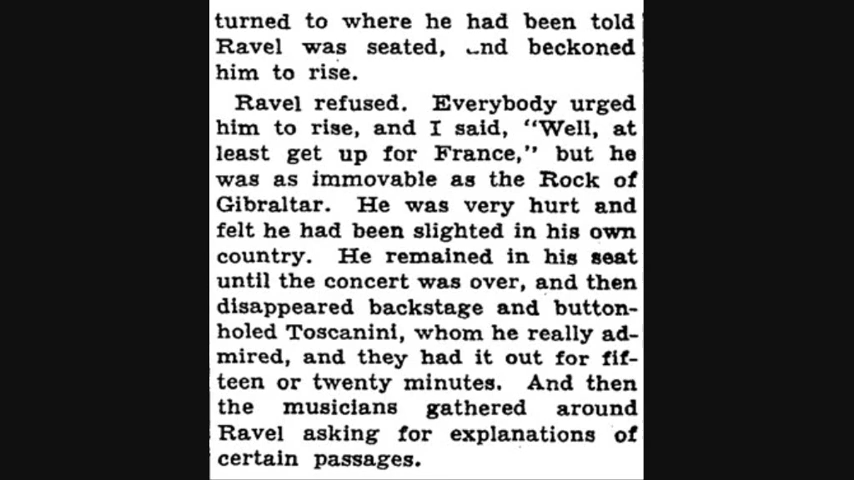 turned to where he had been told
Ravel was seated, and beckoned
him to rise.
Ravel refused. Everybody urged
him to rise, and I said, "Well, at
least get up for France," but he
was as immovable as the Rock of
Gibraltar. He was very hurt and
felt he had been slighted in his own
country. He remained in his seat
until the concert was over, and then
disappeared backstage and button-
holed Toscanini, whom he really ad-
mired, and they had it out for fif-
teen or twenty minutes. And then
the musicians gathered around
Ravel asking for explanations of
certain passages.